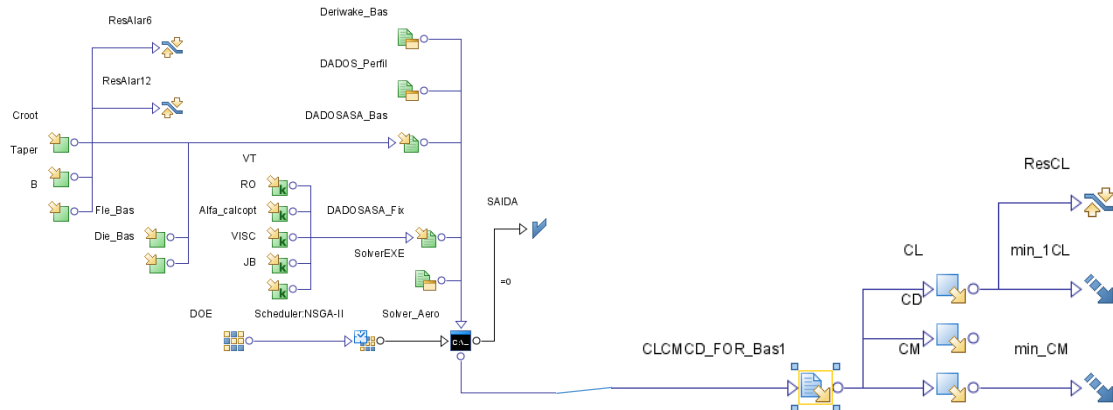 Deriwake_Bas
ResAlar6
DADOS_Perfil
ResAlar12
DADOSASA_Bas
Croot
Taper
VT
ResCL
B
RO
SAIDA
Fle_Bas
Alfa_calcopt
DADOSASA_Fix
Die_Bas
VISC
SolverEXE
CL
min_1CL
JB
=0
CD
DOE
Scheduler:NSGA-II
Solver_Aero
CLCMCD_FOR_Bas1
CM
min_CM
k
k
k
k
k
C:\_